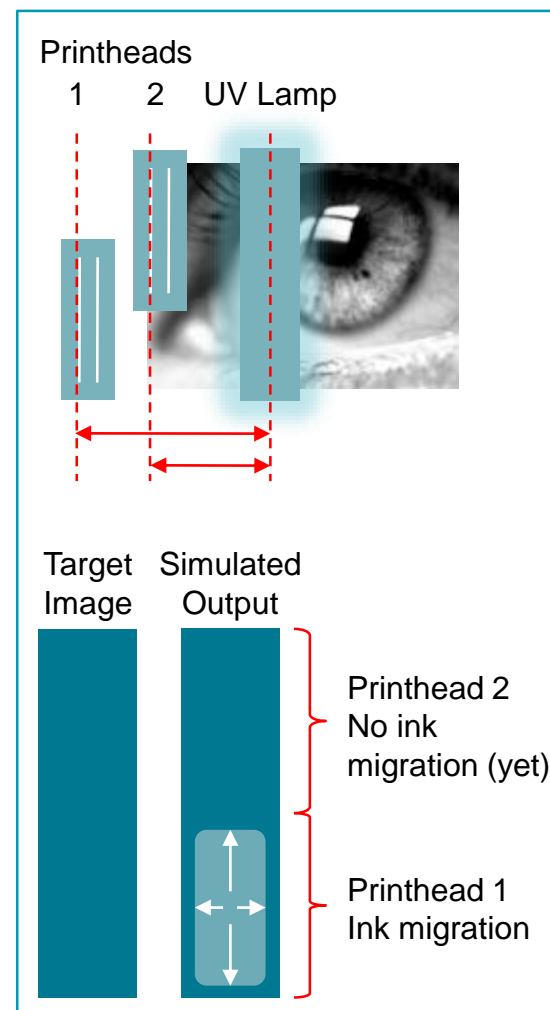 Printheads
1 2 UV Lamp
Target
Image
Simulated
Output
Printhead 2
No ink
migration (yet)
Printhead 1
Ink migration